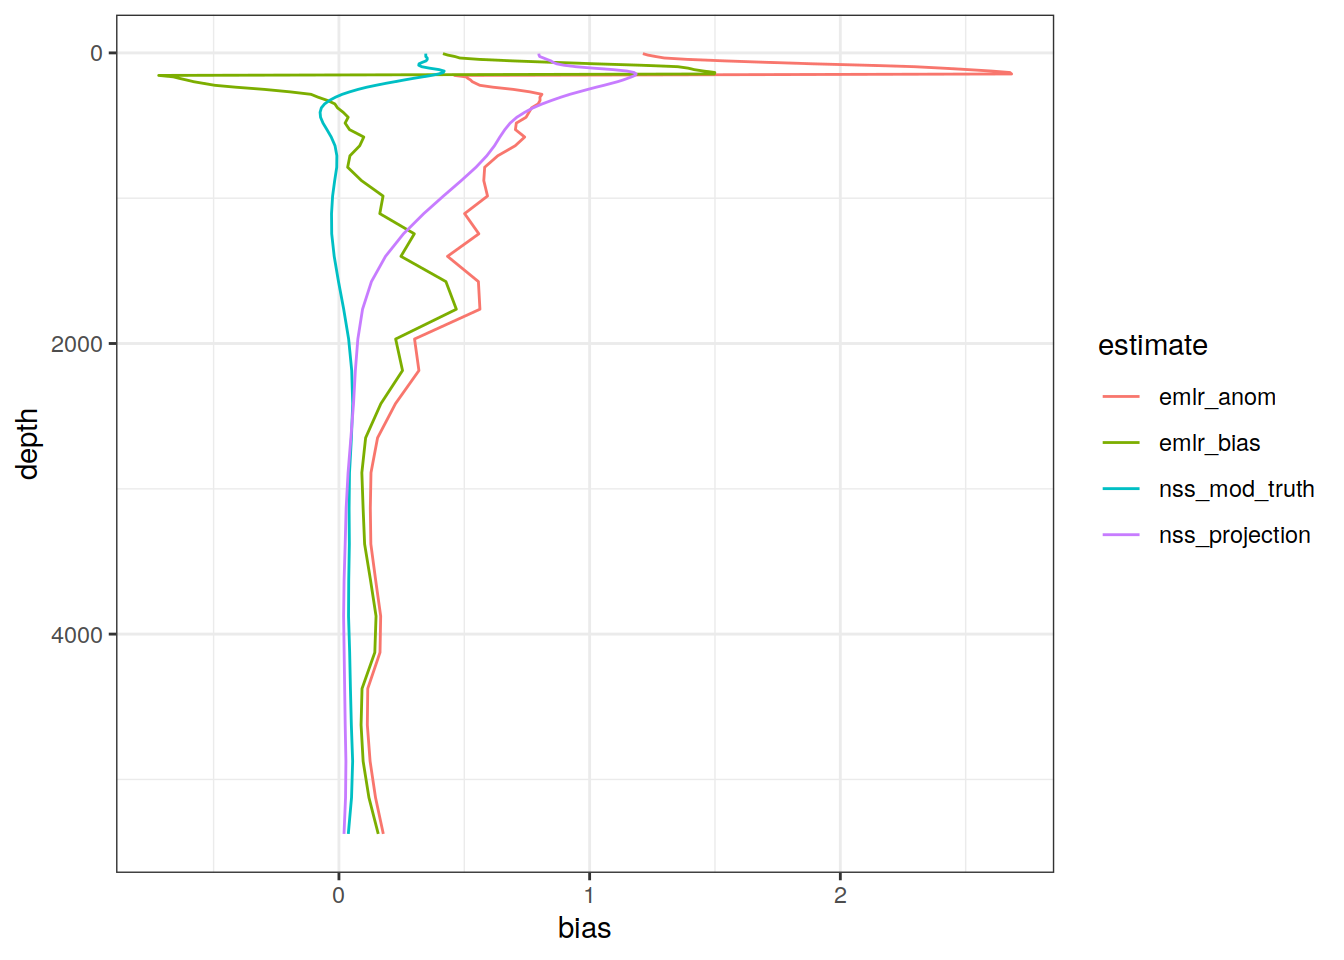 0
2000
4000
depth
0
1
2
bias
estimate
emlr_anom
emlr_bias
nss_mod_truth
nss_projection